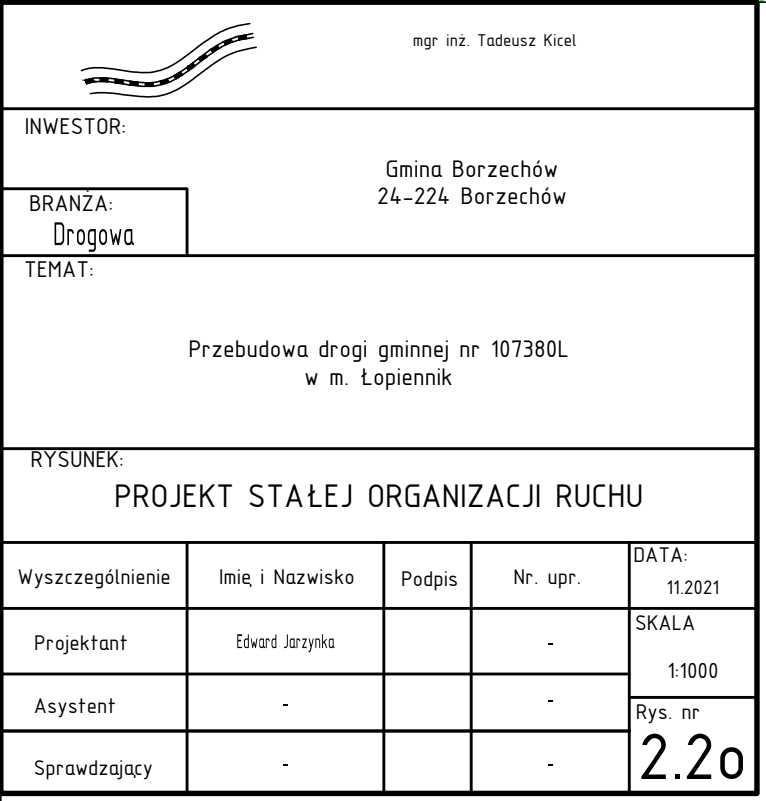 mgr inż. Tadeusz Kicel
INWESTOR:
Gmina Borzechów
24-224 Borzechów
BRANŻA:
Drogowa
TEMAT:
Przebudowa drogi gminnej nr 107380L
w m. Łopiennik
RYSUNEK:
PROJEKT STAŁEJ ORGANIZACJI RUCHU
Wyszczególnienie Imię i Nazwisko Podpis Nr. upr.
DATA:
11.2021
Projektant Edward Jarzynka -
SKALA
1:1000
Asystent - -
Rys. nr
2.2o
Sprawdzający - -